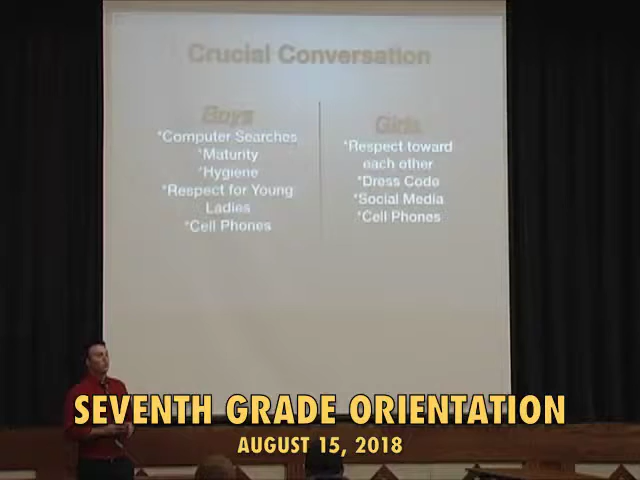 Crucial Conversation
Boys
*Computer Searches
*Maturity
*Hygiene
*Respect for Young
Ladies
*Cell Phones
Girls
*Respect toward
each other
*Dress Code
*Social Media
*Cell Phones
SEVENTH GRADE ORIENTATION
AUGUST 15, 2018